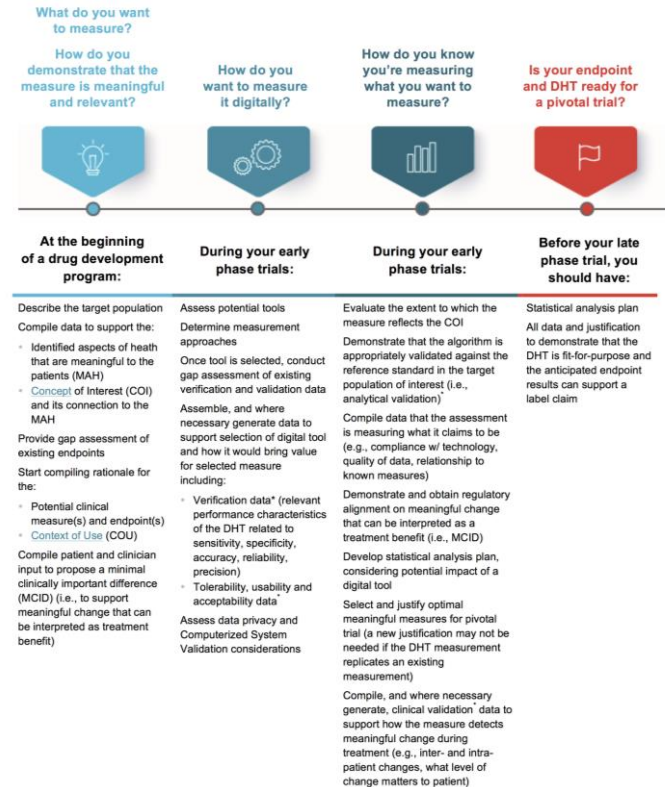 What do you want
to measure?
How do you
demonstrate that the
measure is meaningful
and relevant?
How do you
want to measure
it digitally?
How do you know
you're measuring
what you want to
measure?
Is your endpoint
and DHT ready for
a pivotal trial?
At the beginning
of a drug development
program:
Describe the target population
Compile data to support the:
• Identified aspects of heath
that are meaningful to the
patients (MAH)
• Concept of Interest (COI)
and its connection to the
MAH
Provide gap assessment of
existing endpoints
Start compiling rationale for
the:
• Potential clinical
measure(s) and endpoint(s)
• Context of Use (COU)
Compile patient and clinician
input to propose a minimal
clinically important difference
(MCID) (i.e., to support
meaningful change that can
be interpreted as treatment
benefit)
During your early
phase trials:
Assess potential tools
Determine measurement
approaches
Once tool is selected, conduct
gap assessment of existing
verification and validation data
Assemble, and where
necessary generate data to
support selection of digital tool
and how it would bring value
for selected measure
including:
• Verification data* (relevant
performance characteristics
of the DHT related to
sensitivity, specificity,
accuracy, reliability,
precision)
• Tolerability, usability and
acceptability data*
Assess data privacy and
Computerized System
Validation considerations
During your early
phase trials:
Evaluate the extent to which the
measure reflects the COI
Demonstrate that the algorithm is
appropriately validated against the
reference standard in the target
population of interest (i.e.,
analytical validation)*
Compile data that the assessment
is measuring what it claims to be
(e.g., compliance w/ technology,
quality of data, relationship to
known measures)
Demonstrate and obtain regulatory
alignment on meaningful change
that can be interpreted as a
treatment benefit (i.e., MCID)
Develop statistical analysis plan,
considering potential impact of a
digital tool
Select and justify optimal
meaningful measures for pivotal
trial (a new justification may not be
needed if the DHT measurement
replicates an existing
measurement)
Compile, and where necessary
generate, clinical validation* data to
support how the measure detects
meaningful change during
treatment (e.g., inter- and intra-
patient changes, what level of
change matters to patient)
Before your late
phase trial, you
should have:
Statistical analysis plan
All data and justification
to demonstrate that the
DHT is fit-for-purpose and
the anticipated endpoint
results can support a
label claim